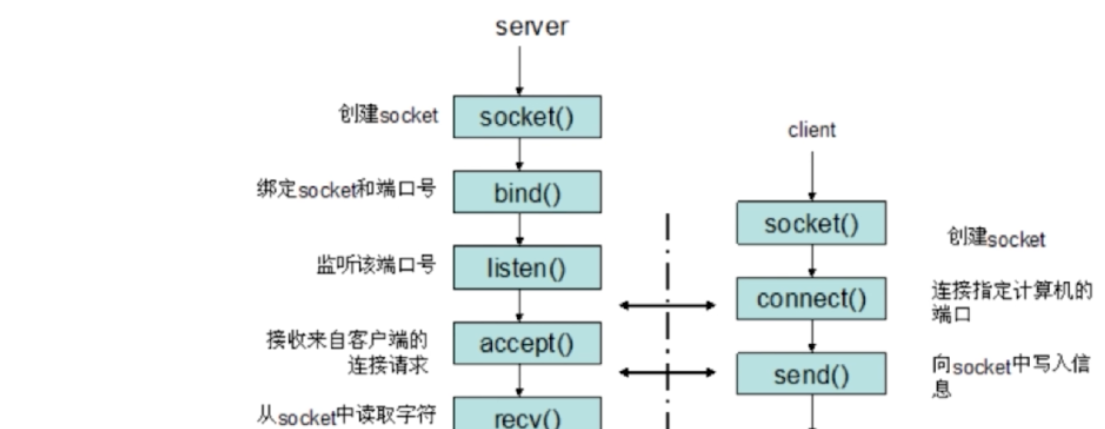 server
创建socket
socket()
绑定socket和端口号
bind()
监听该端口号
listen()
接收来自客户端的
连接请求
accept()
从socket中读取字符
recv()
client
socket()
创建socket
connect()
连接指定计算机的
端口
send()
向socket中写入信
息